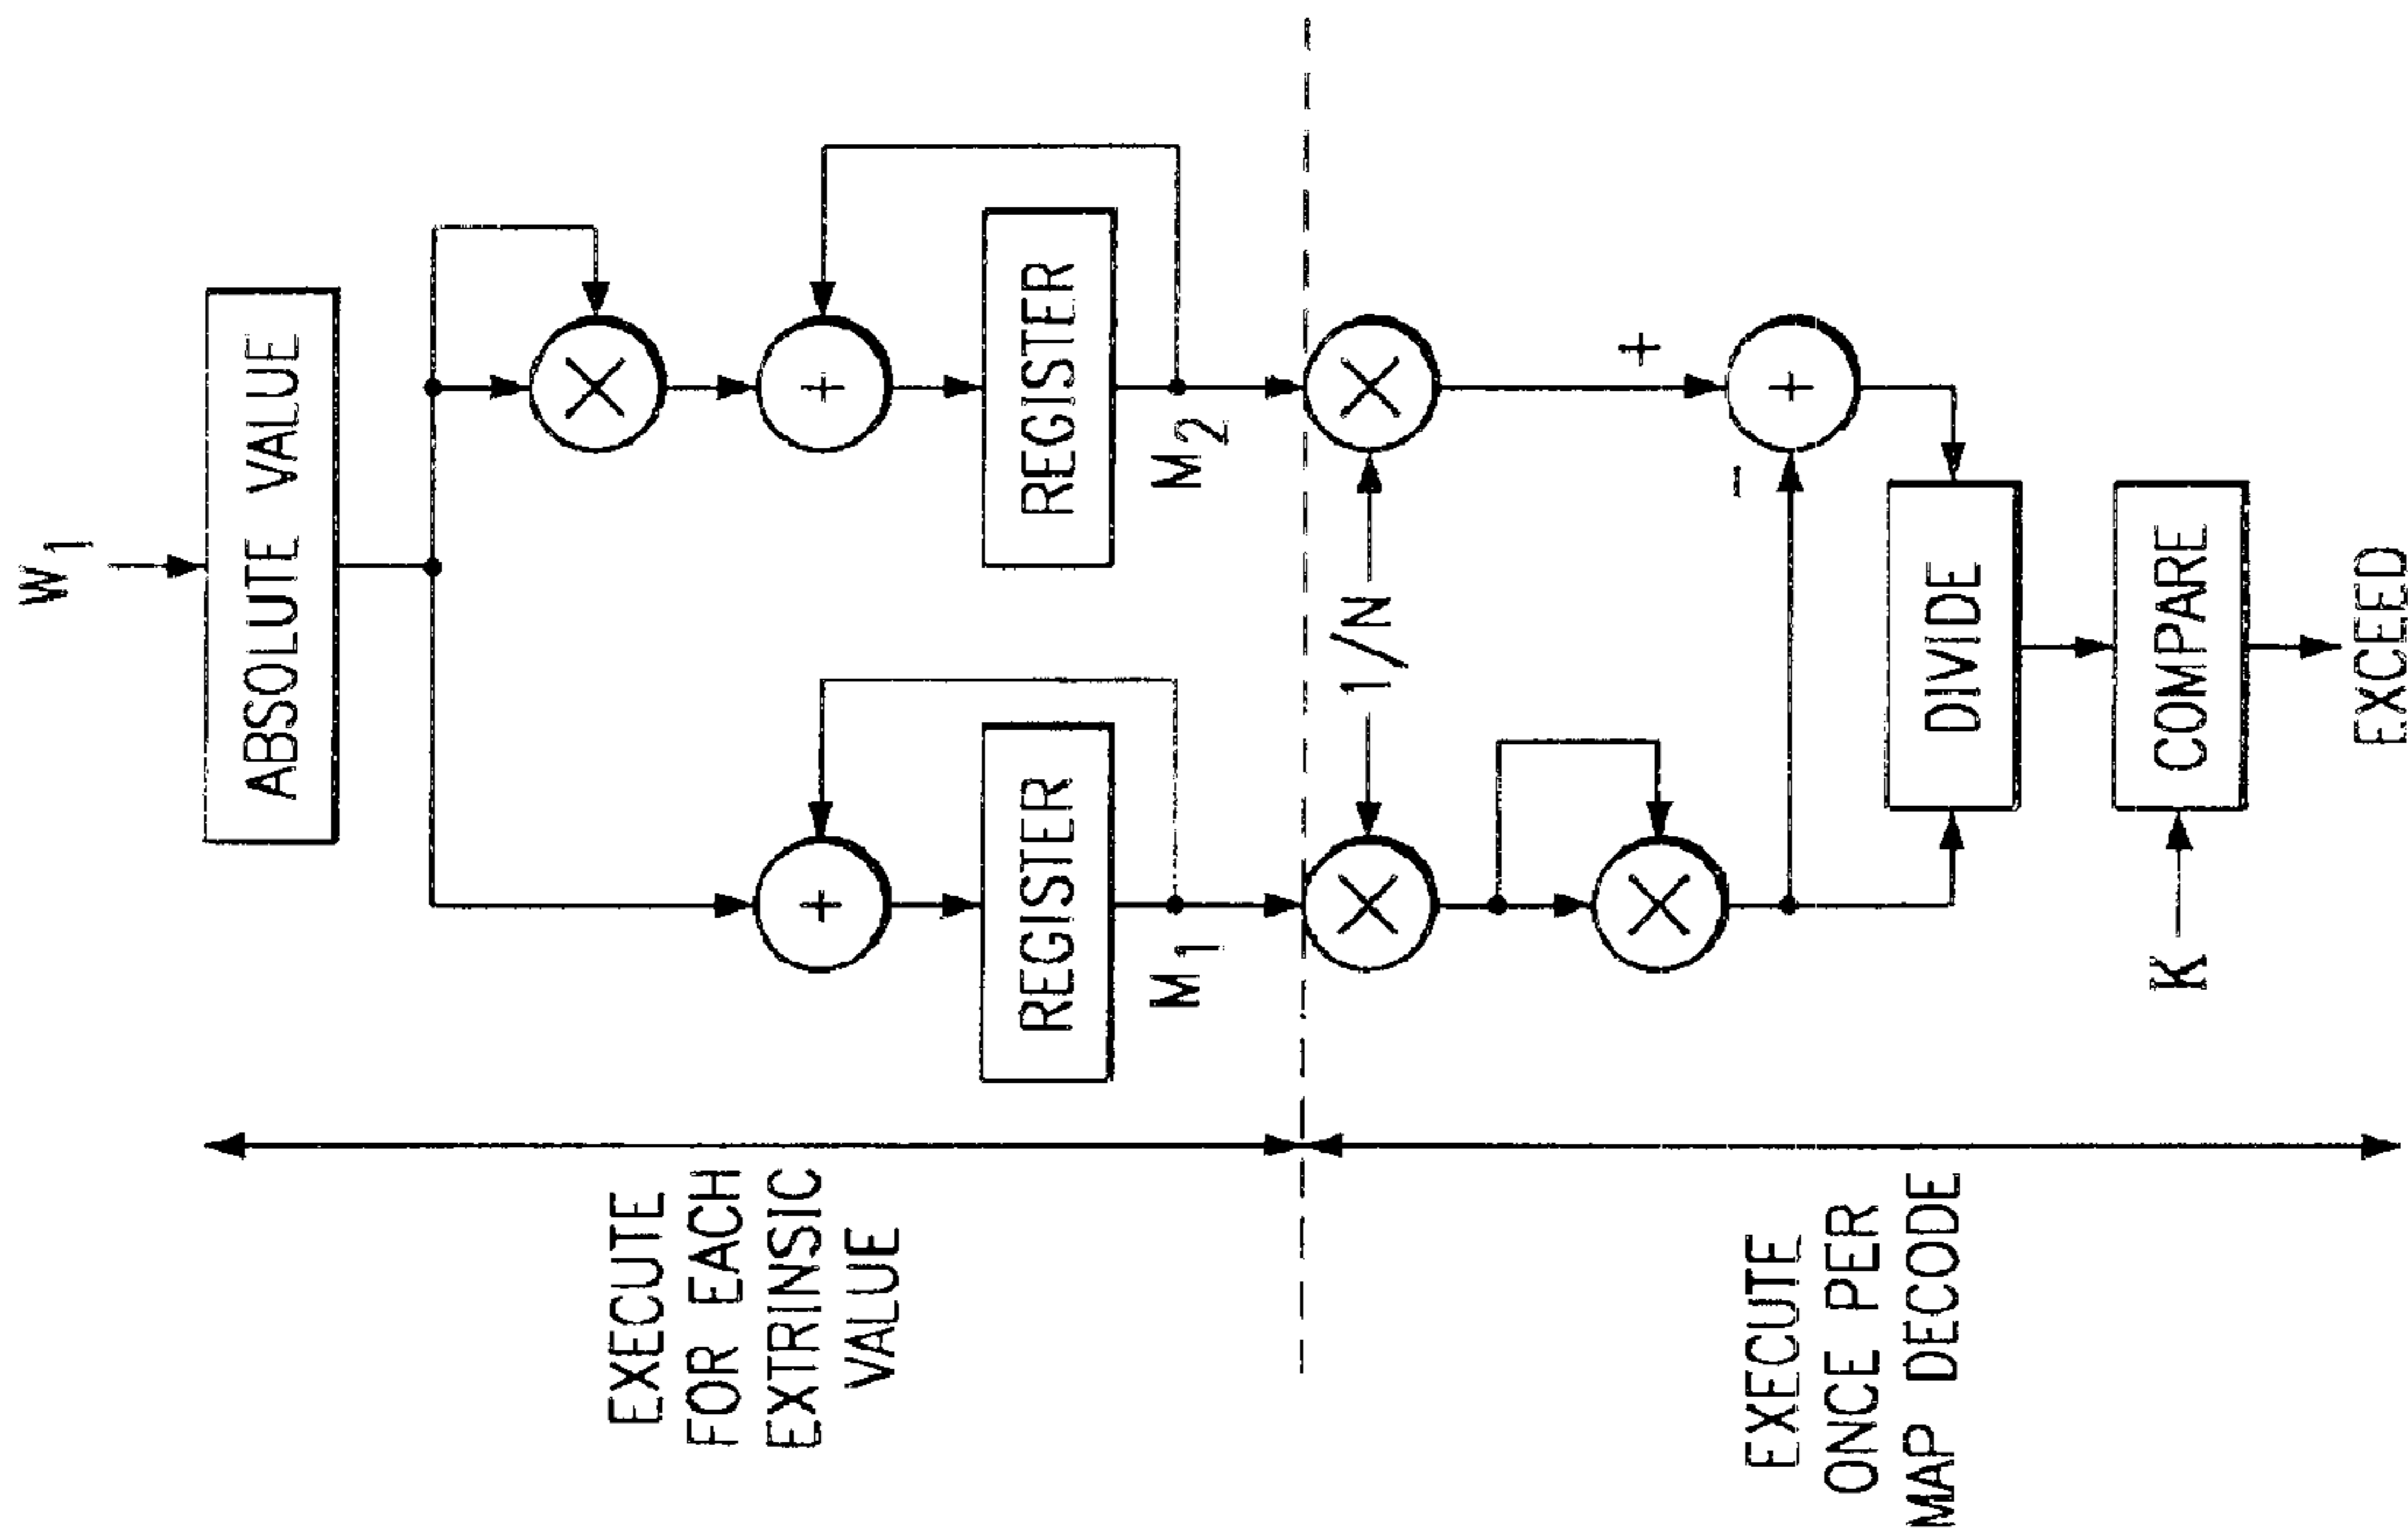 W1
ABSOLUTE VALUE
EXECUTE
FOR EACH
EXTRINSIC
VALUE
+
REGISTER
M1
×
+
REGISTER
M2
1/N
×
×
×
EXECUTE
ONCE PER
MAP DECODE
+
-
+
DIVIDE
K
COMPARE
EXCEED